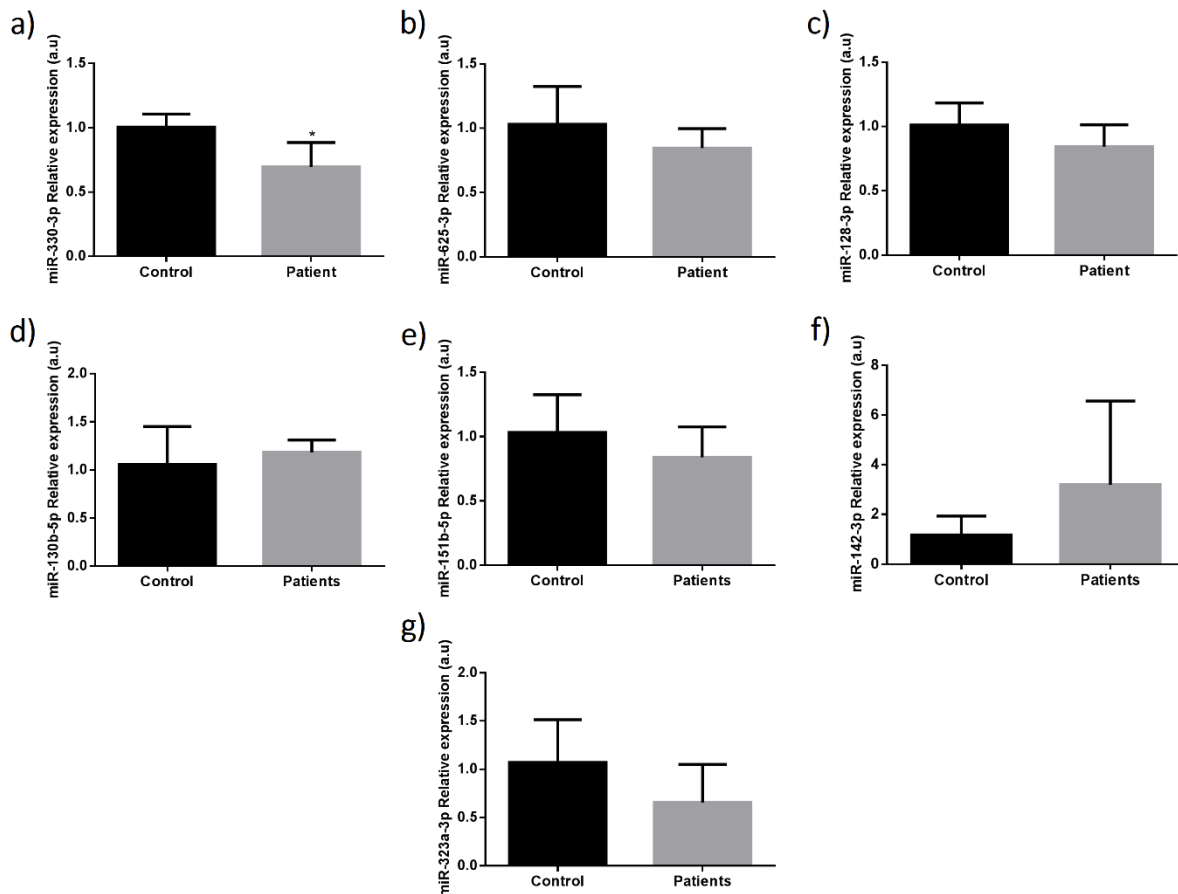 a)
miR-330-3p Relative expression (a.u)
1.5
1.0
0.5
0.0
*
Control
Patient
b)
miR-625-3p Relative expression (a.u)
1.5
1.0
0.5
0.0
Control
Patient
c)
miR-128-3p Relative expression (a.u)
1.5
1.0
0.5
0.0
Control
Patient
d)
miR-130b-5p Relative expression (a.u)
2.0
1.5
1.0
0.5
0.0
Control
Patients
e)
miR-151b-5p Relative expression (a.u)
1.5
1.0
0.5
0.0
Control
Patients
f)
miR-142-3p Relative expression (a.u)
8
6
4
2
0
Control
Patients
g)
miR-323a-3p Relative expression (a.u)
2.0
1.5
1.0
0.5
0.0
Control
Patients